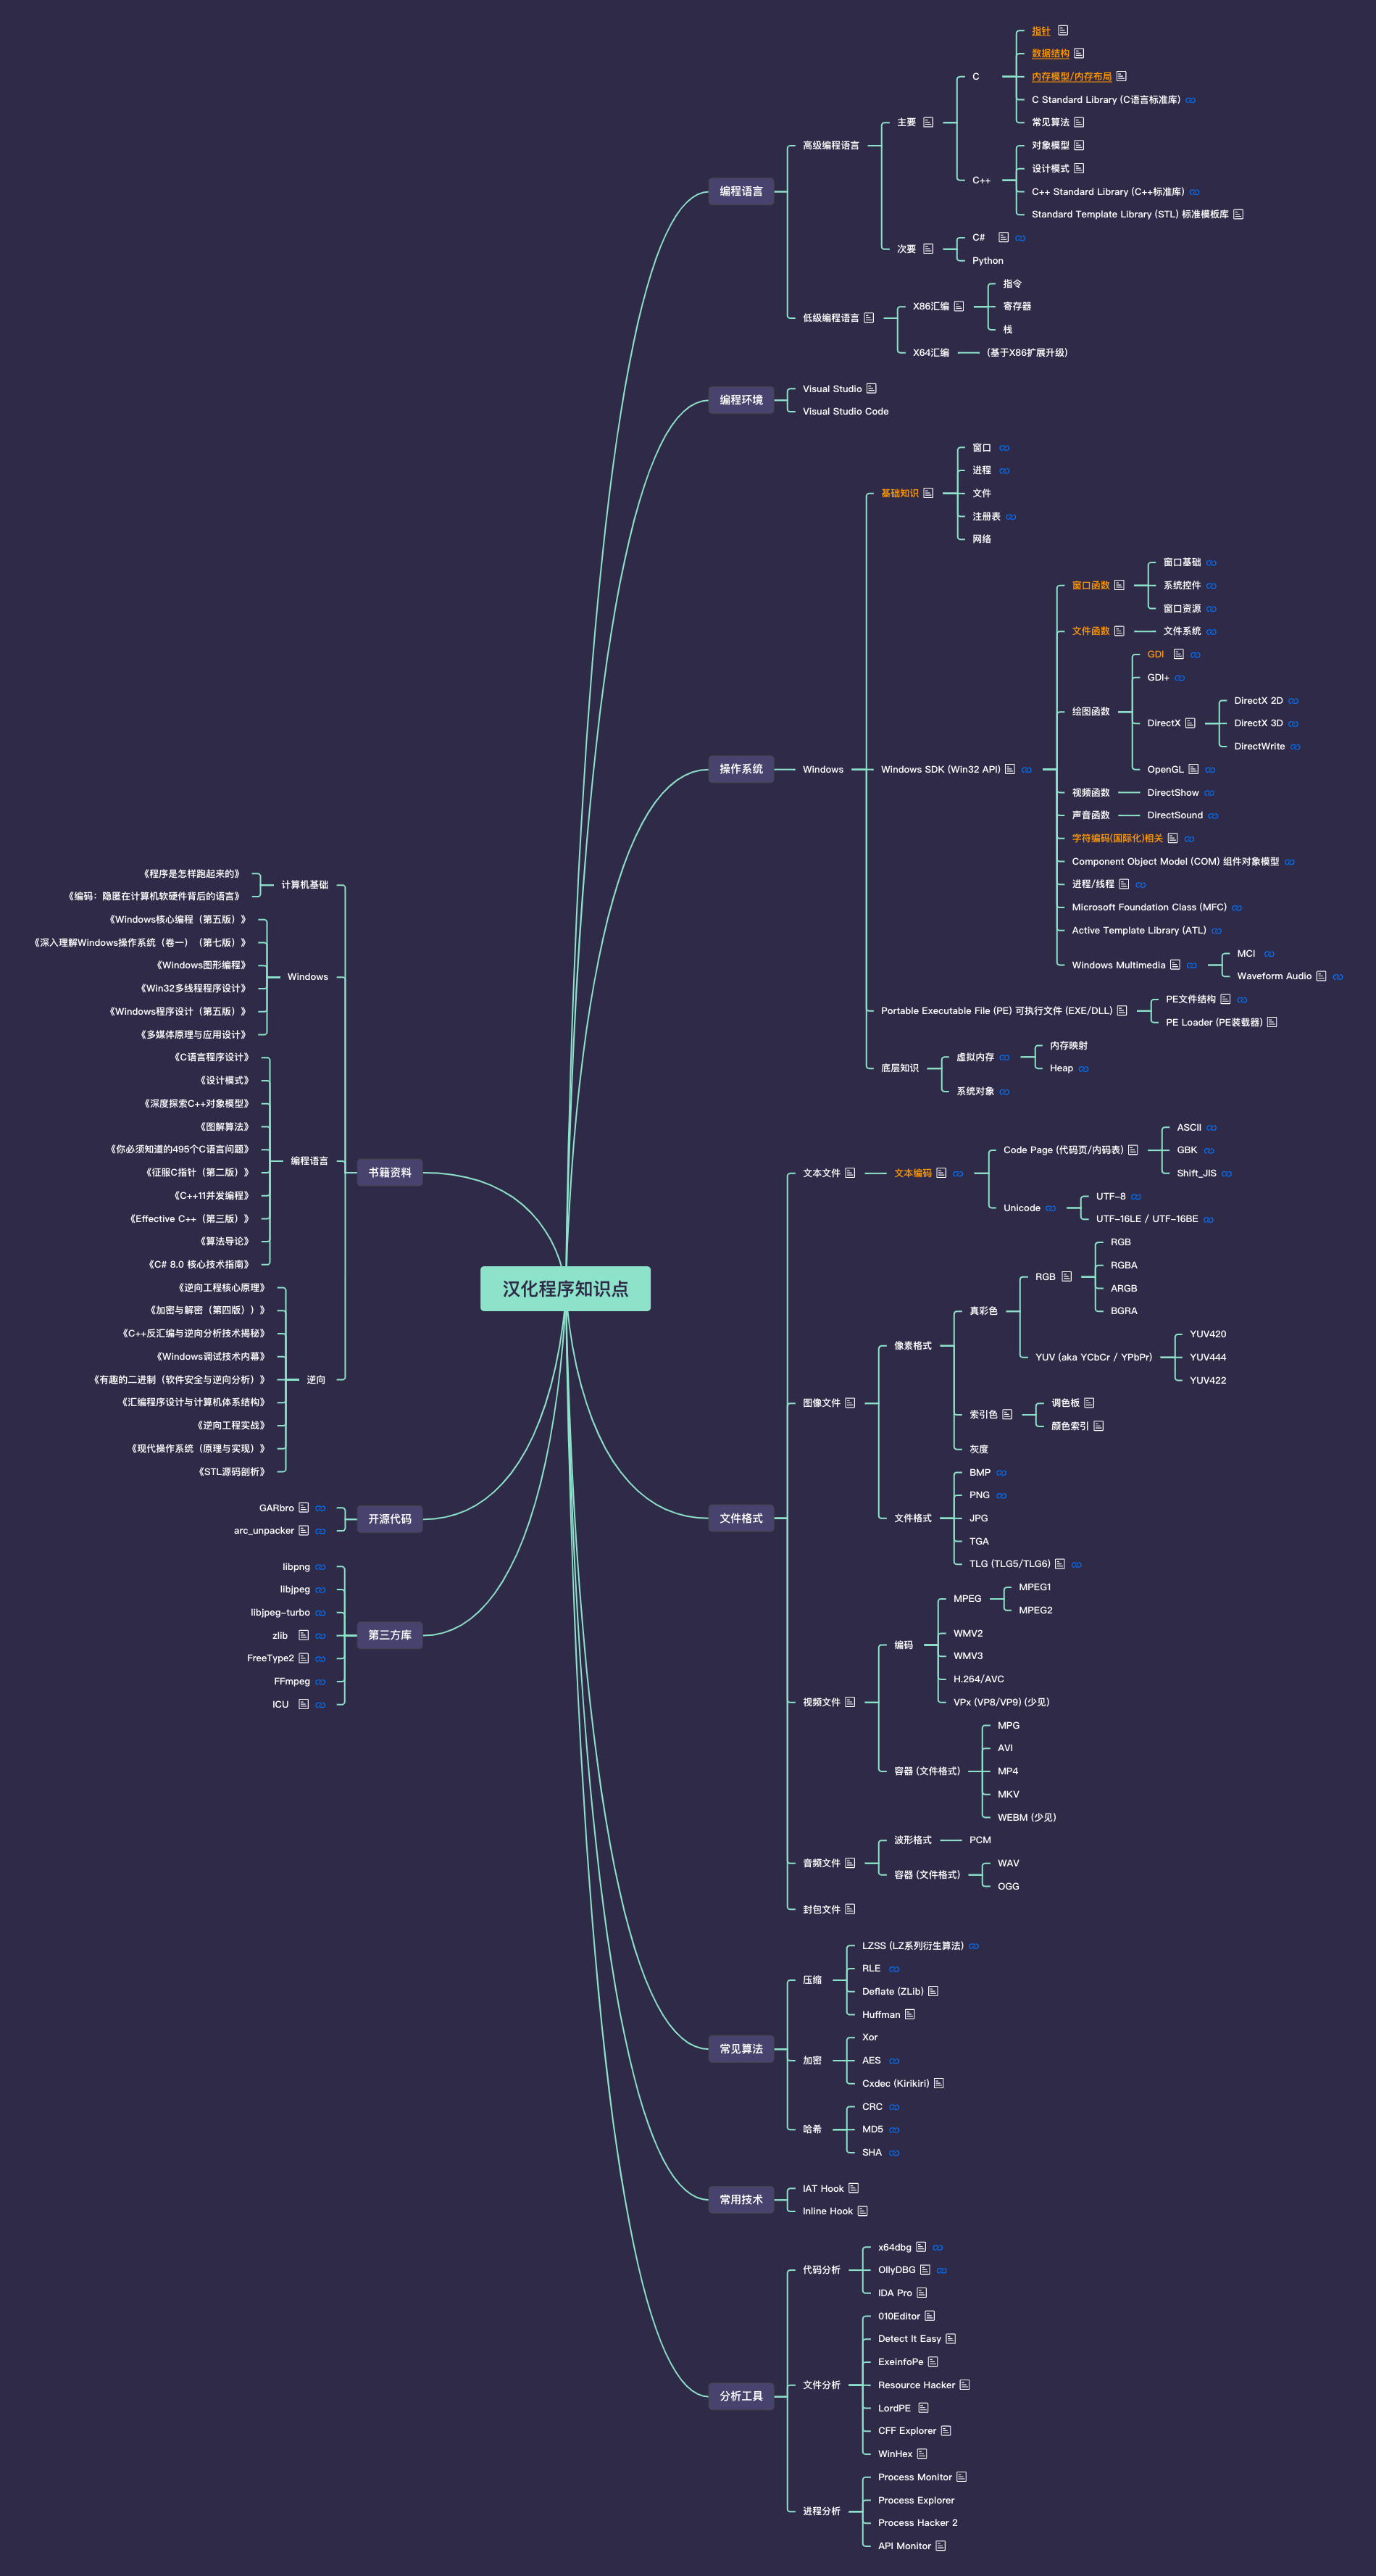 汉化程序知识点
编程语言
高级编程语言
主要
C
指针
数据结构
内存模型/内存布局
C Standard Library (C语言标准库)
常见算法
C++
对象模型
设计模式
C++ Standard Library (C++标准库)
Standard Template Library (STL) 标准模板库
次要
C#
Python
低级编程语言
X86汇编
指令
寄存器
栈
X64汇编
(基于X86扩展升级)
编程环境
Visual Studio
Visual Studio Code
操作系统
Windows
基础知识
窗口
进程
文件
注册表
网络
Windows SDK (Win32 API)
窗口函数
窗口基础
系统控件
窗口资源
文件函数
文件系统
绘图函数
GDI
GDI+
DirectX
DirectX 2D
DirectX 3D
DirectWrite
OpenGL
视频函数
DirectShow
声音函数
DirectSound
字符编码(国际化)相关
Component Object Model (COM) 组件对象模型
进程/线程
Microsoft Foundation Class (MFC)
Active Template Library (ATL)
Windows Multimedia
MCI
Waveform Audio
Portable Executable File (PE) 可执行文件 (EXE/DLL)
PE文件结构
PE Loader (PE装载器)
底层知识
虚拟内存
内存映射
Heap
系统对象
文件格式
文本文件
文本编码
Code Page (代码页/内码表)
ASCII
GBK
Shift_JIS
Unicode
UTF-8
UTF-16LE / UTF-16BE
图像文件
像素格式
真彩色
RGB
RGB
RGBA
ARGB
BGRA
YUV (aka YCbCr / YPbPr)
YUV420
YUV444
YUV422
索引色
调色板
颜色索引
灰度
文件格式
BMP
PNG
JPG
TGA
TLG (TLG5/TLG6)
视频文件
编码
MPEG
MPEG1
MPEG2
WMV2
WMV3
H.264/AVC
VPx (VP8/VP9) (少见)
容器 (文件格式)
MPG
AVI
MP4
MKV
WEBM (少见)
音频文件
波形格式
PCM
容器 (文件格式)
WAV
OGG
封包文件
常见算法
压缩
LZSS (LZ系列衍生算法)
RLE
Deflate (ZLib)
Huffman
加密
Xor
AES
Cxdec (Kirikiri)
哈希
CRC
MD5
SHA
常用技术
IAT Hook
Inline Hook
分析工具
代码分析
x64dbg
OllyDBG
IDA Pro
文件分析
010Editor
Detect It Easy
ExeinfoPe
Resource Hacker
LordPE
CFF Explorer
WinHex
进程分析
Process Monitor
Process Explorer
Process Hacker 2
API Monitor
书籍资料
计算机基础
《程序是怎样跑起来的》
《编码：隐匿在计算机软硬件背后的语言》
Windows
《Windows核心编程（第五版）》
《深入理解Windows操作系统（卷一）（第七版）》
《Windows图形编程》
《Win32多线程程序设计》
《Windows程序设计（第五版）》
《多媒体原理与应用设计》
编程语言
《C语言程序设计》
《设计模式》
《深度探索C++对象模型》
《图解算法》
《你必须知道的495个C语言问题》
《征服C指针（第二版）》
《C++11并发编程》
《Effective C++（第三版）》
《算法导论》
《C# 8.0 核心技术指南》
逆向
《逆向工程核心原理》
《加密与解密（第四版））》
《C++反汇编与逆向分析技术揭秘》
《Windows调试技术内幕》
《有趣的二进制（软件安全与逆向分析）》
《汇编程序设计与计算机体系结构》
《逆向工程实战》
《现代操作系统（原理与实现）》
《STL源码剖析》
开源代码
GARbro
arc_unpacker
第三方库
libpng
libjpeg
libjpeg-turbo
zlib
FreeType2
FFmpeg
ICU